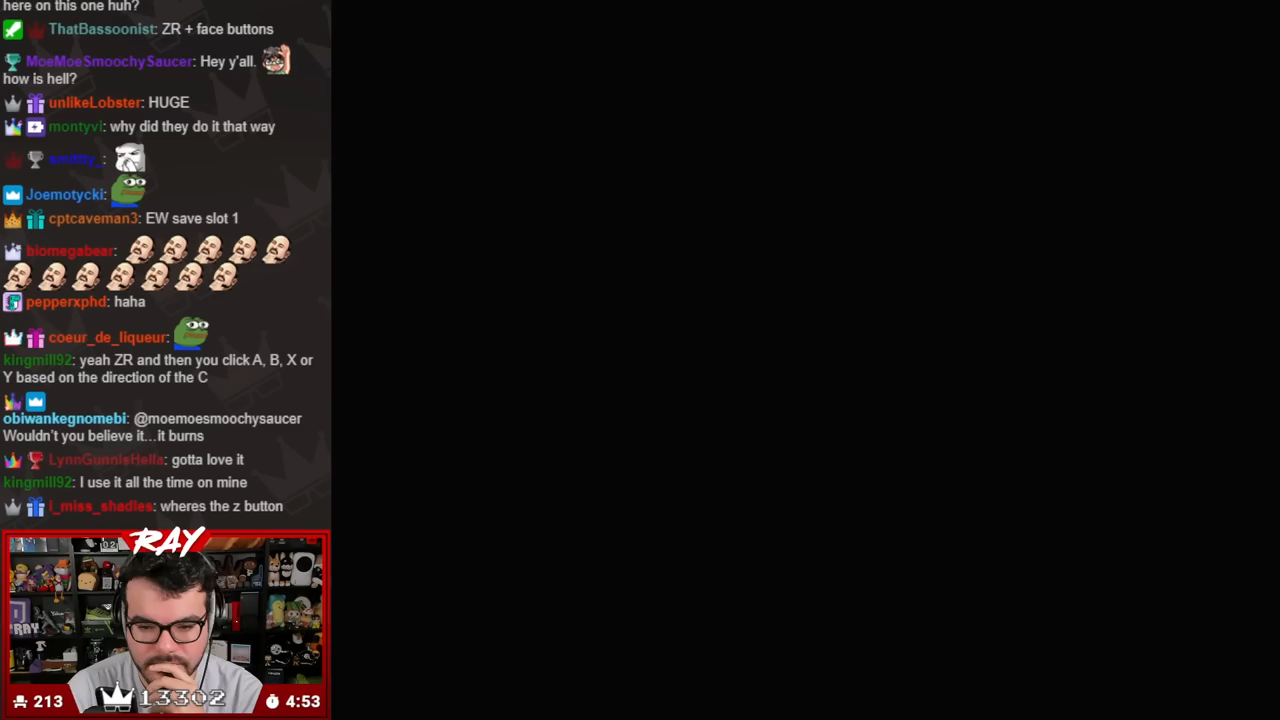 here on this one huh?
ThatBassoonist: ZR + face buttons
MoeMoeSmoochySaucer: Hey y'all.
how is hell?
unlikeLobster: HUGE
montyvi: why did they do it that way
smittty_:
Joemotycki:
cptcaveman3: EW save slot 1
biomegabear:
pepperxphd: haha
coeur_de_liqueur:
kingmill92: yeah ZR and then you click A, B, X or
Y based on the direction of the C
obiwankegnomebi: @moemoesmoochysaucer
Wouldn't you believe it...it burns
LynnGunnisHella: gotta love it
kingmill92: I use it all the time on mine
i_miss_shadles: wheres the z button
RAY
213
13302
4:53